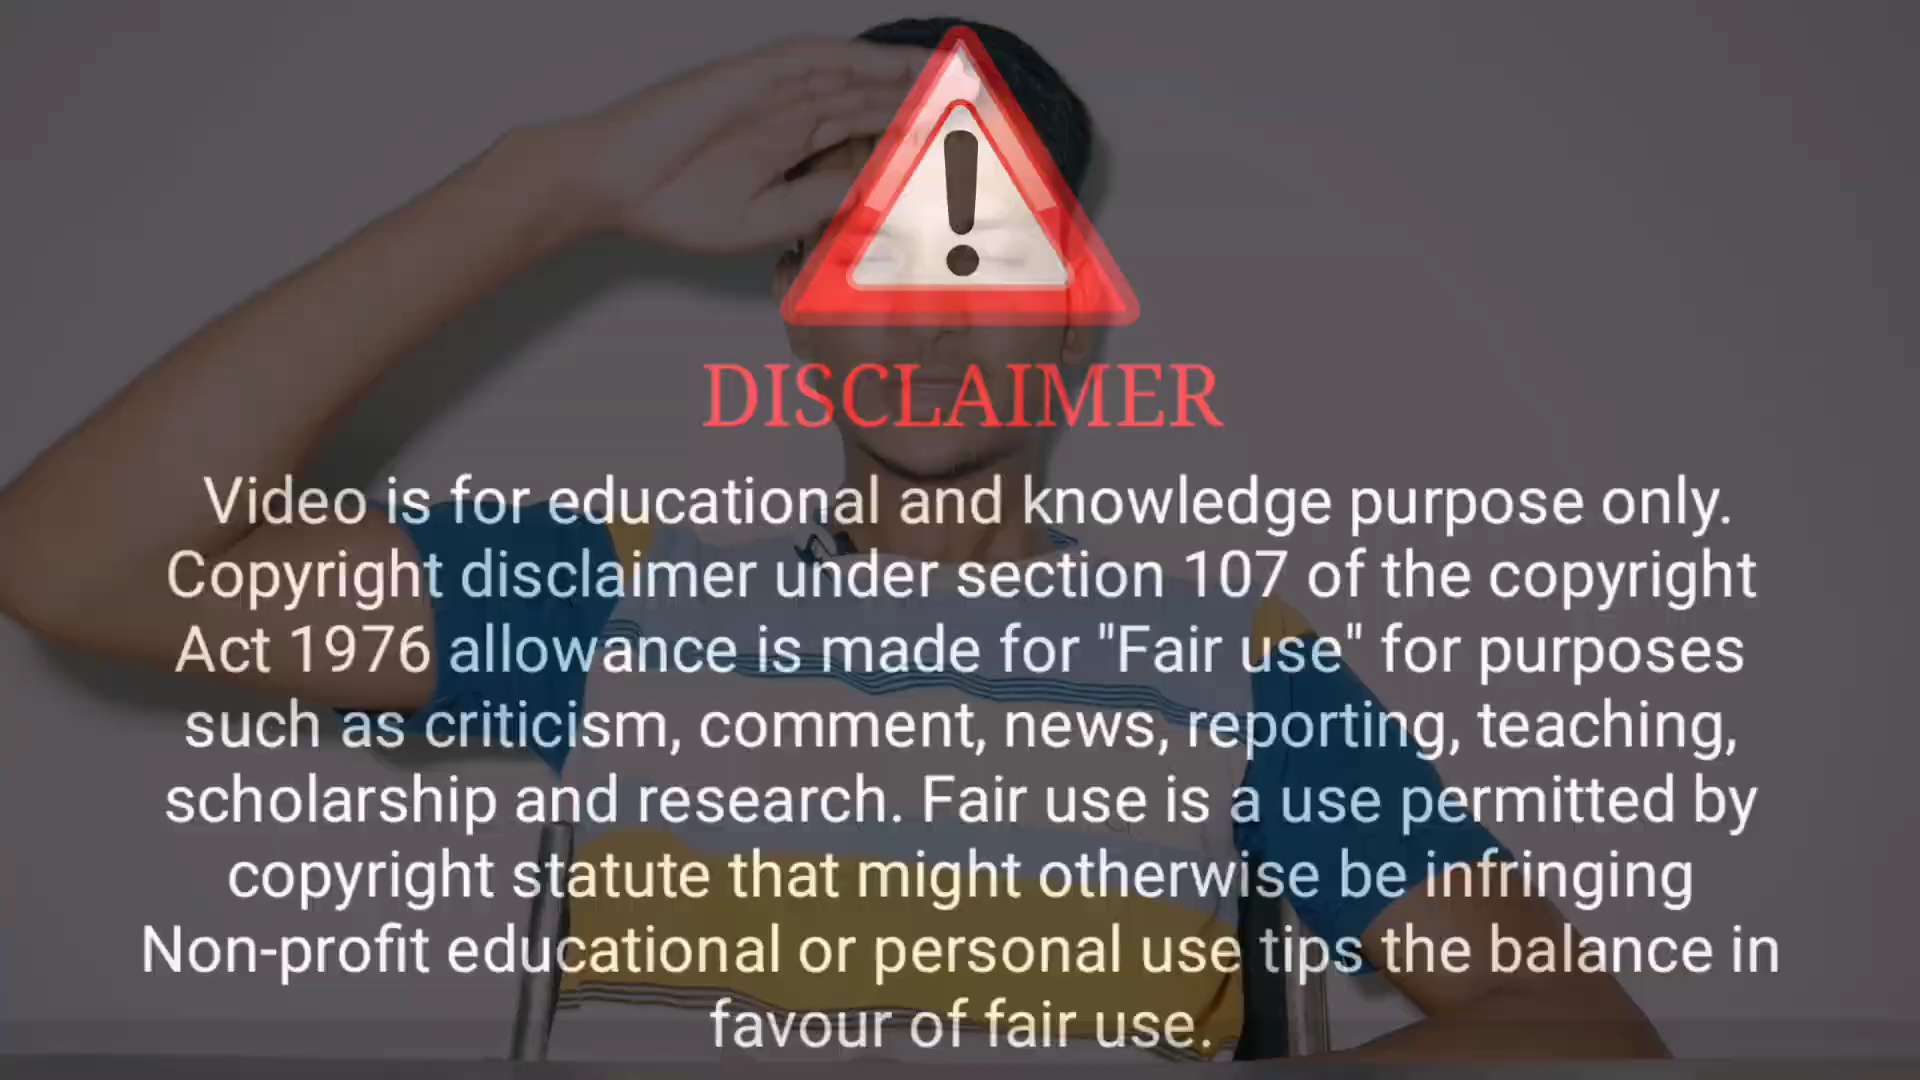 DISCLAIMER
Video is for educational and knowledge purpose only.
Copyright disclaimer under section 107 of the copyright
Act 1976 allowance is made for "Fair use" for purposes
such as criticism, comment, news, reporting, teaching,
scholarship and research. Fair use is a use permitted by
copyright statute that might otherwise be infringing
Non-profit educational or personal use tips the balance in
favour of fair use.